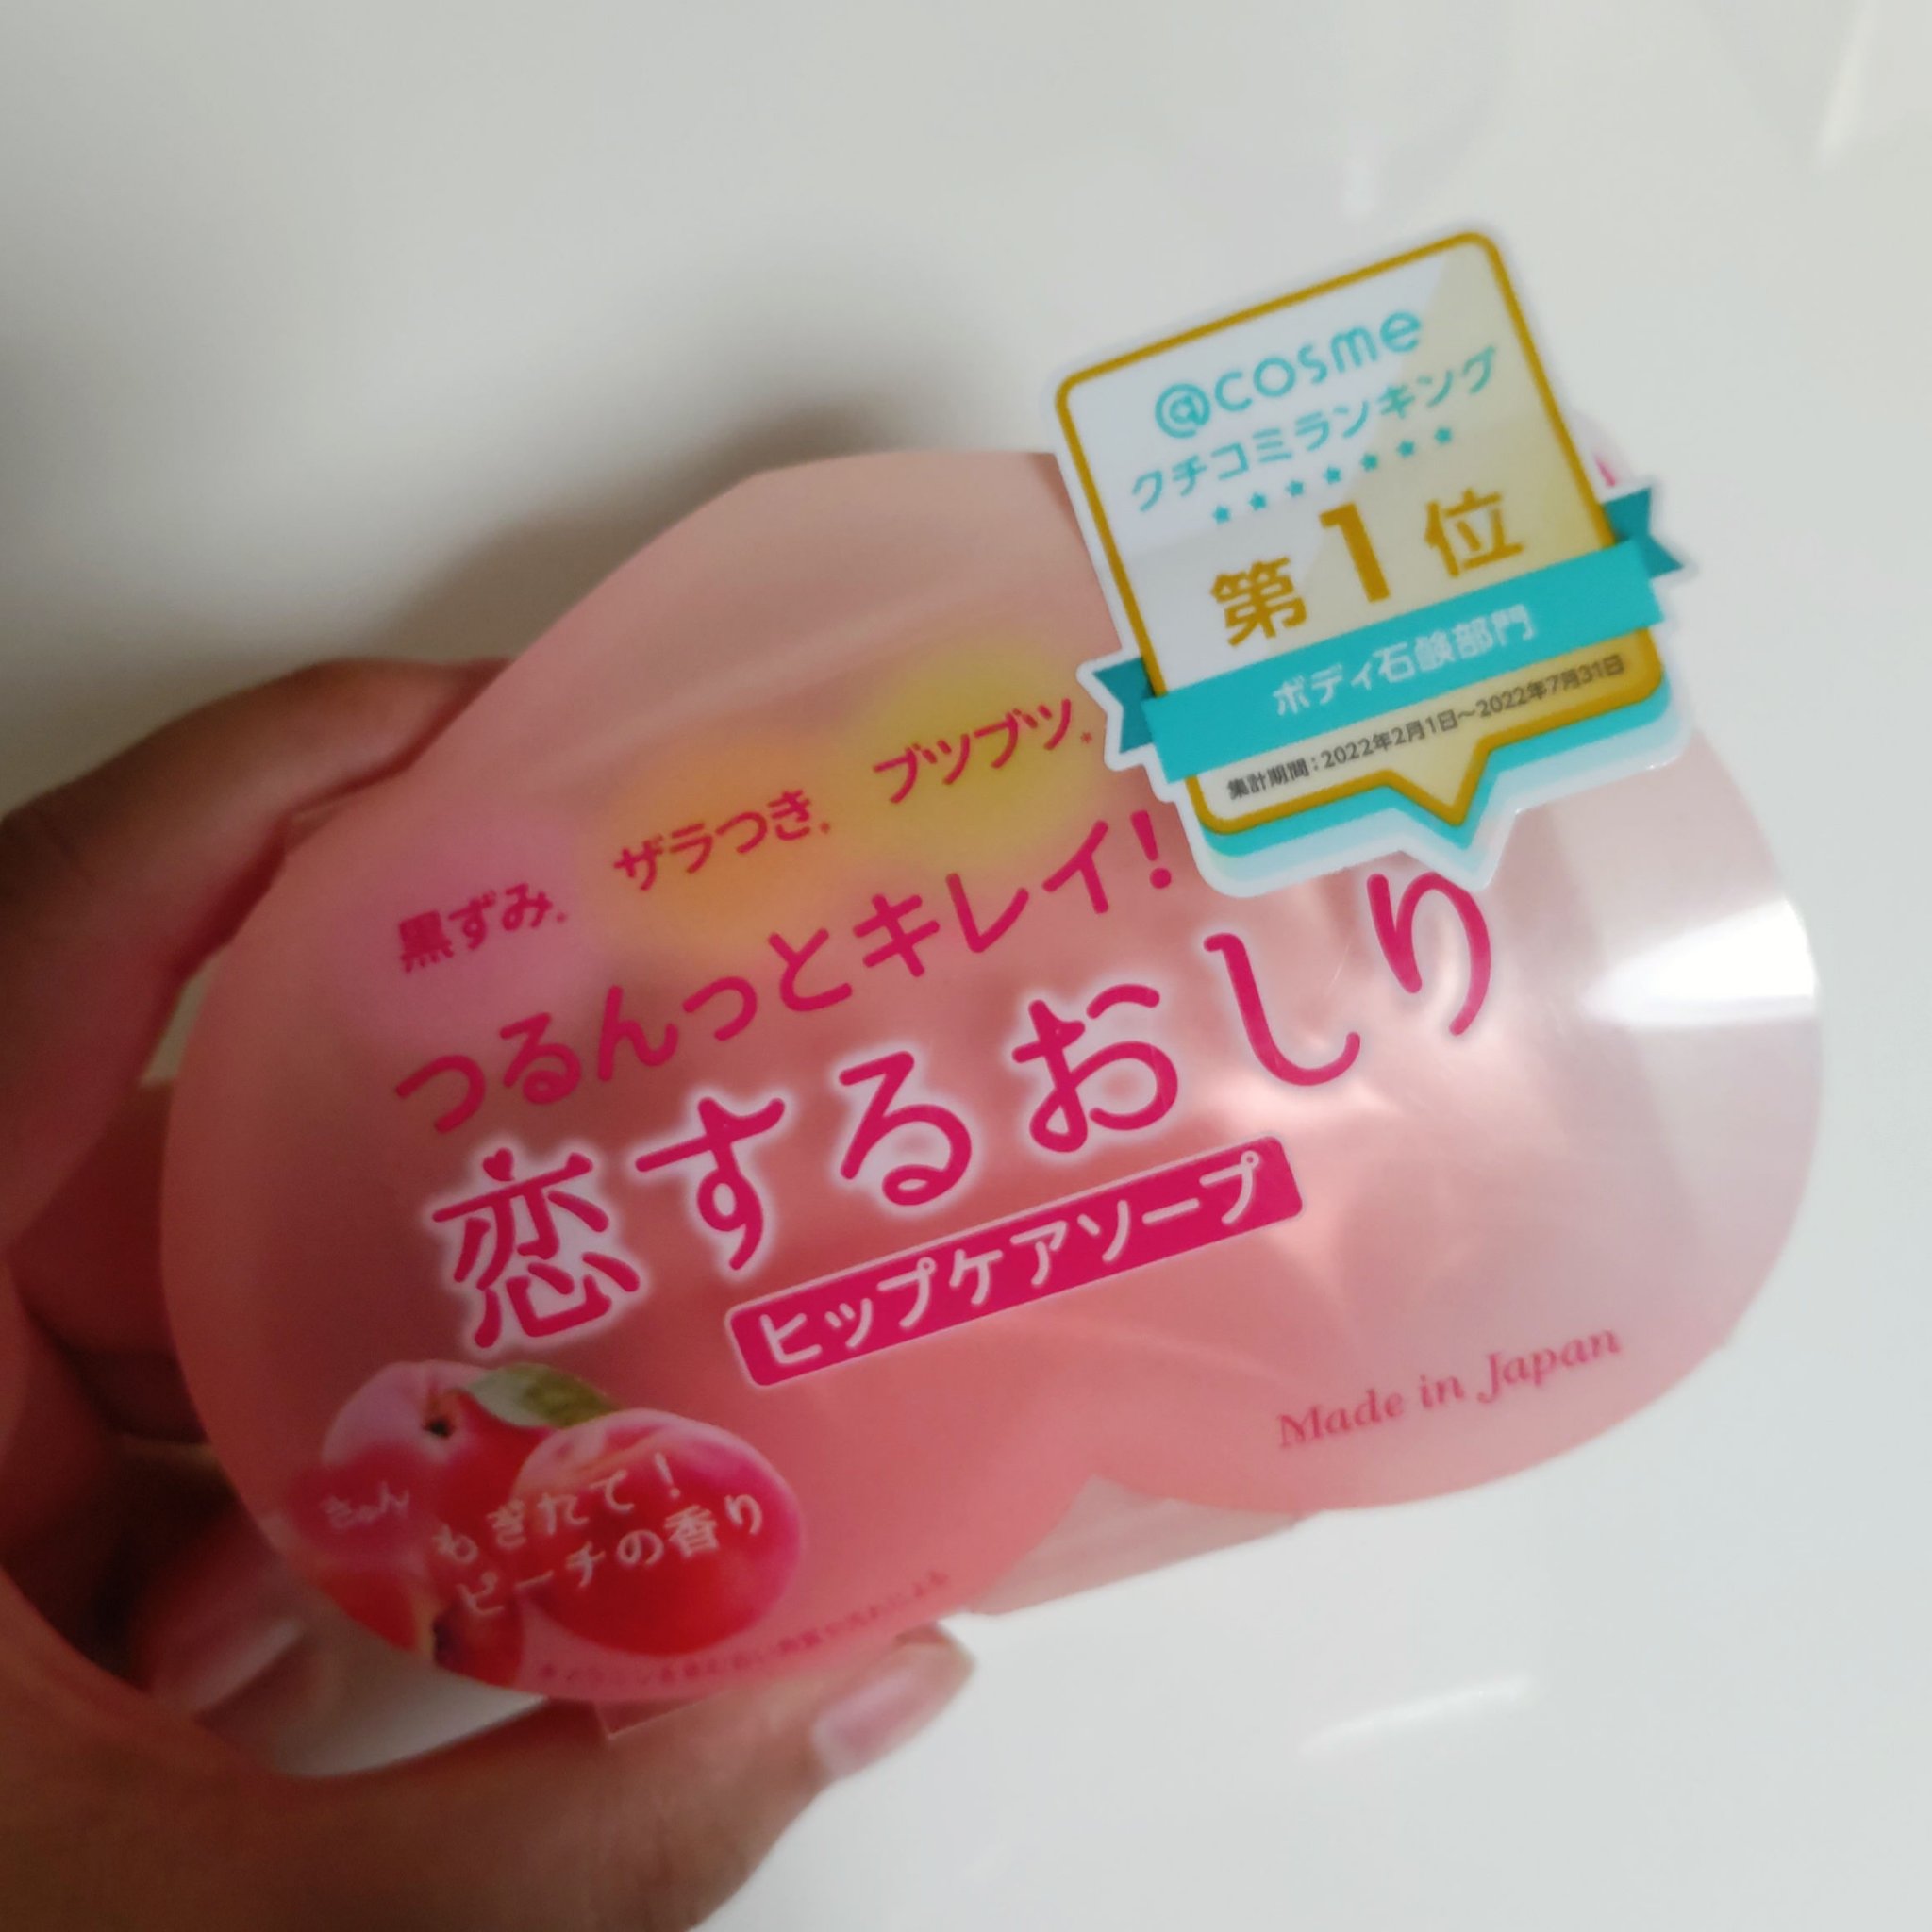 @cosme
クチコミランキング
第1位
ボディ石鹸部門
集計期間：2022年2月1日～2022年7月31日
黒ずみ* ザラつき* ブツブツ*
つるんっとキレイ！
恋するおしり
ヒップケアソープ
Made in Japan
きゅん
もぎたて！
ピーチの香り